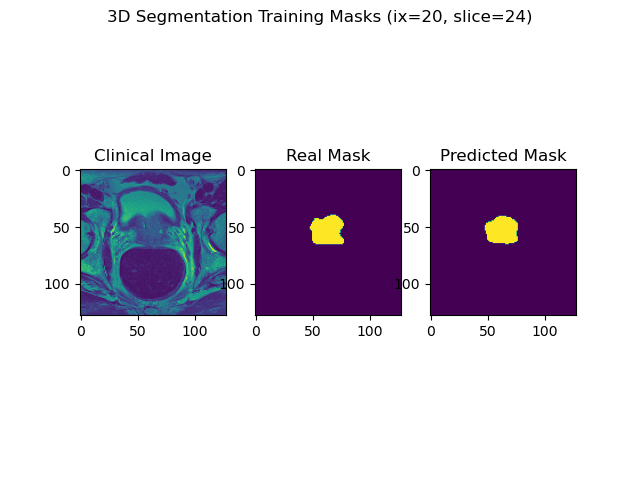 3D Segmentation Training Masks (ix=20, slice=24)
Clinical Image Real Mask Predicted Mask
0 0 0
50 50 50
100 100 100
0 50 100 0 50 100 0 50 100